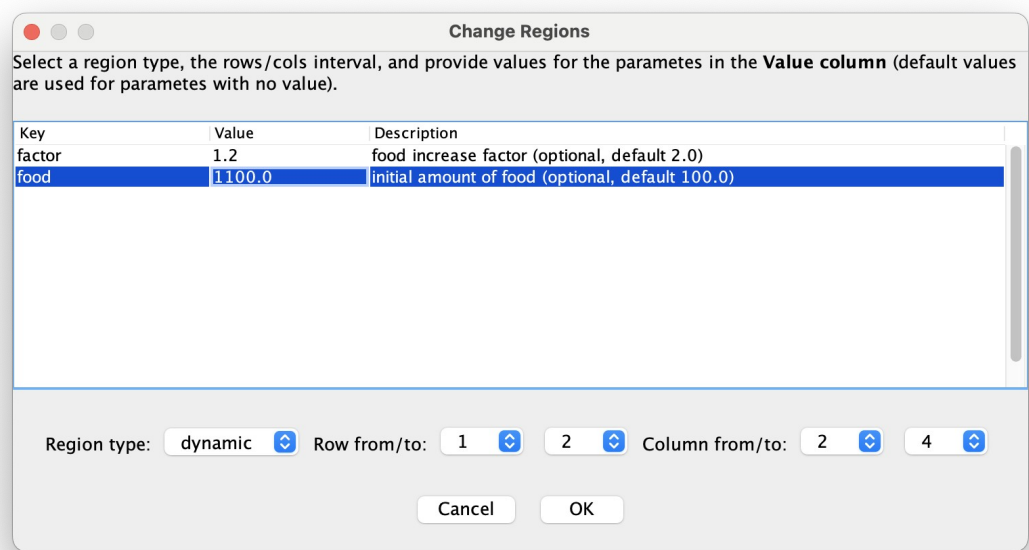 Change Regions
Select a region type, the rows/cols interval, and provide values for the parametes in the Value column (default values
are used for parametes with no value).
Key Value Description
factor 1.2 food increase factor (optional, default 2.0)
food 1100.0 initial amount of food (optional, default 100.0)
Region type: dynamic Row from/to: 1 2 Column from/to: 2 4
Cancel OK